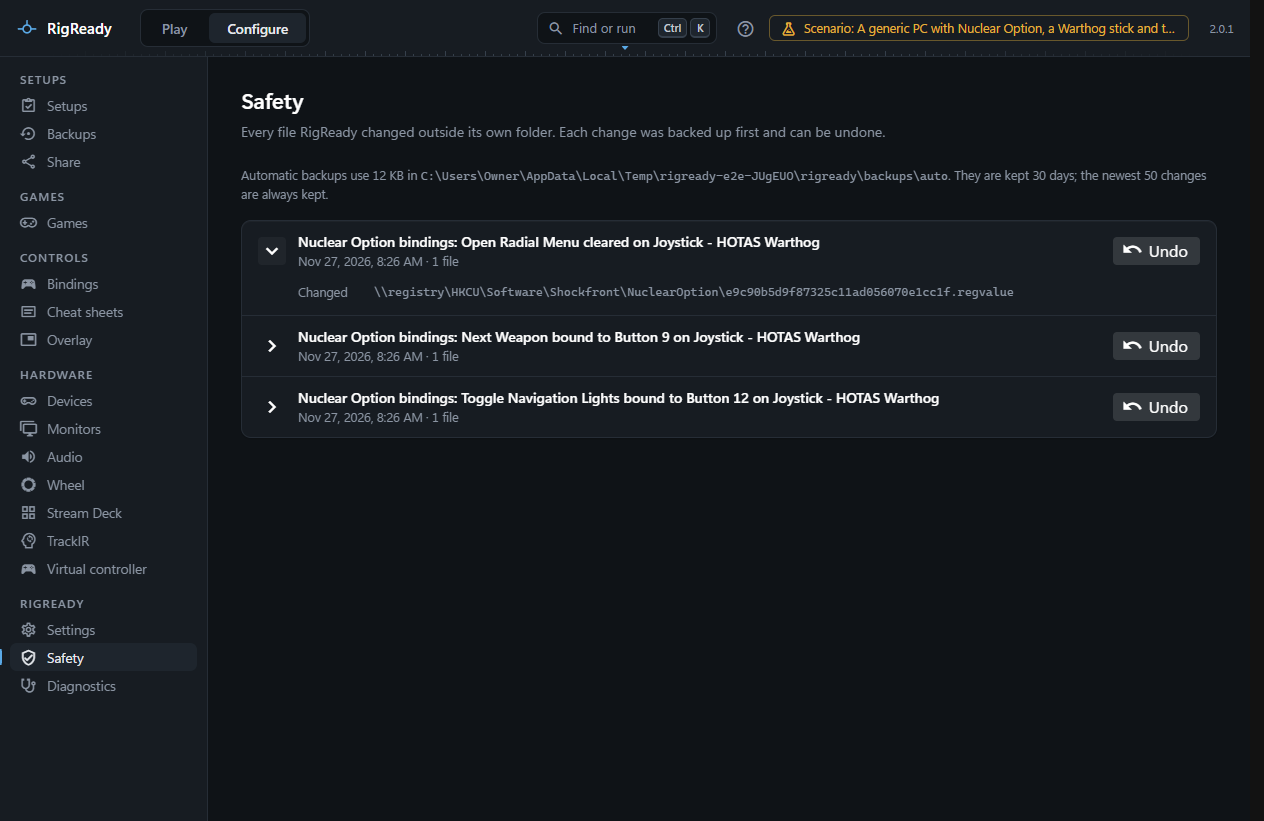 RigReady
Play
Configure
Find or run
Ctrl
K
Scenario: A generic PC with Nuclear Option, a Warthog stick and t...
2.0.1
SETUPS
Setups
Backups
Share
GAMES
Games
CONTROLS
Bindings
Cheat sheets
Overlay
HARDWARE
Devices
Monitors
Audio
Wheel
Stream Deck
TrackIR
Virtual controller
RIGREADY
Settings
Safety
Diagnostics
Safety
Every file RigReady changed outside its own folder. Each change was backed up first and can be undone.
Automatic backups use 12 KB in C:\Users\Owner\AppData\Local\Temp\rigready-e2e-JUgEUO\rigready\backups\auto. They are kept 30 days; the newest 50 changes
are always kept.
Nuclear Option bindings: Open Radial Menu cleared on Joystick - HOTAS Warthog
Nov 27, 2026, 8:26 AM · 1 file
Undo
Changed \\registry\HKCU\Software\Shockfront\NuclearOption\e9c90b5d9f87325c11ad056070e1cc1f.regvalue
Nuclear Option bindings: Next Weapon bound to Button 9 on Joystick - HOTAS Warthog
Nov 27, 2026, 8:26 AM · 1 file
Undo
Nuclear Option bindings: Toggle Navigation Lights bound to Button 12 on Joystick - HOTAS Warthog
Nov 27, 2026, 8:26 AM · 1 file
Undo